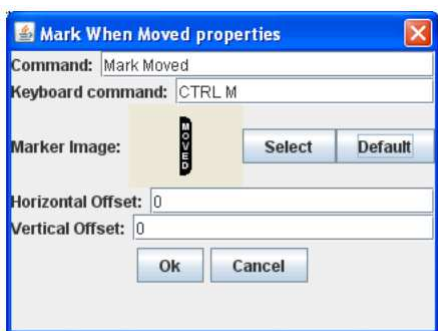 Mark When Moved properties
Command: Mark Moved
Keyboard command: CTRL M
Marker Image: MOVED Select Default
Horizontal Offset: 0
Vertical Offset: 0
Ok Cancel